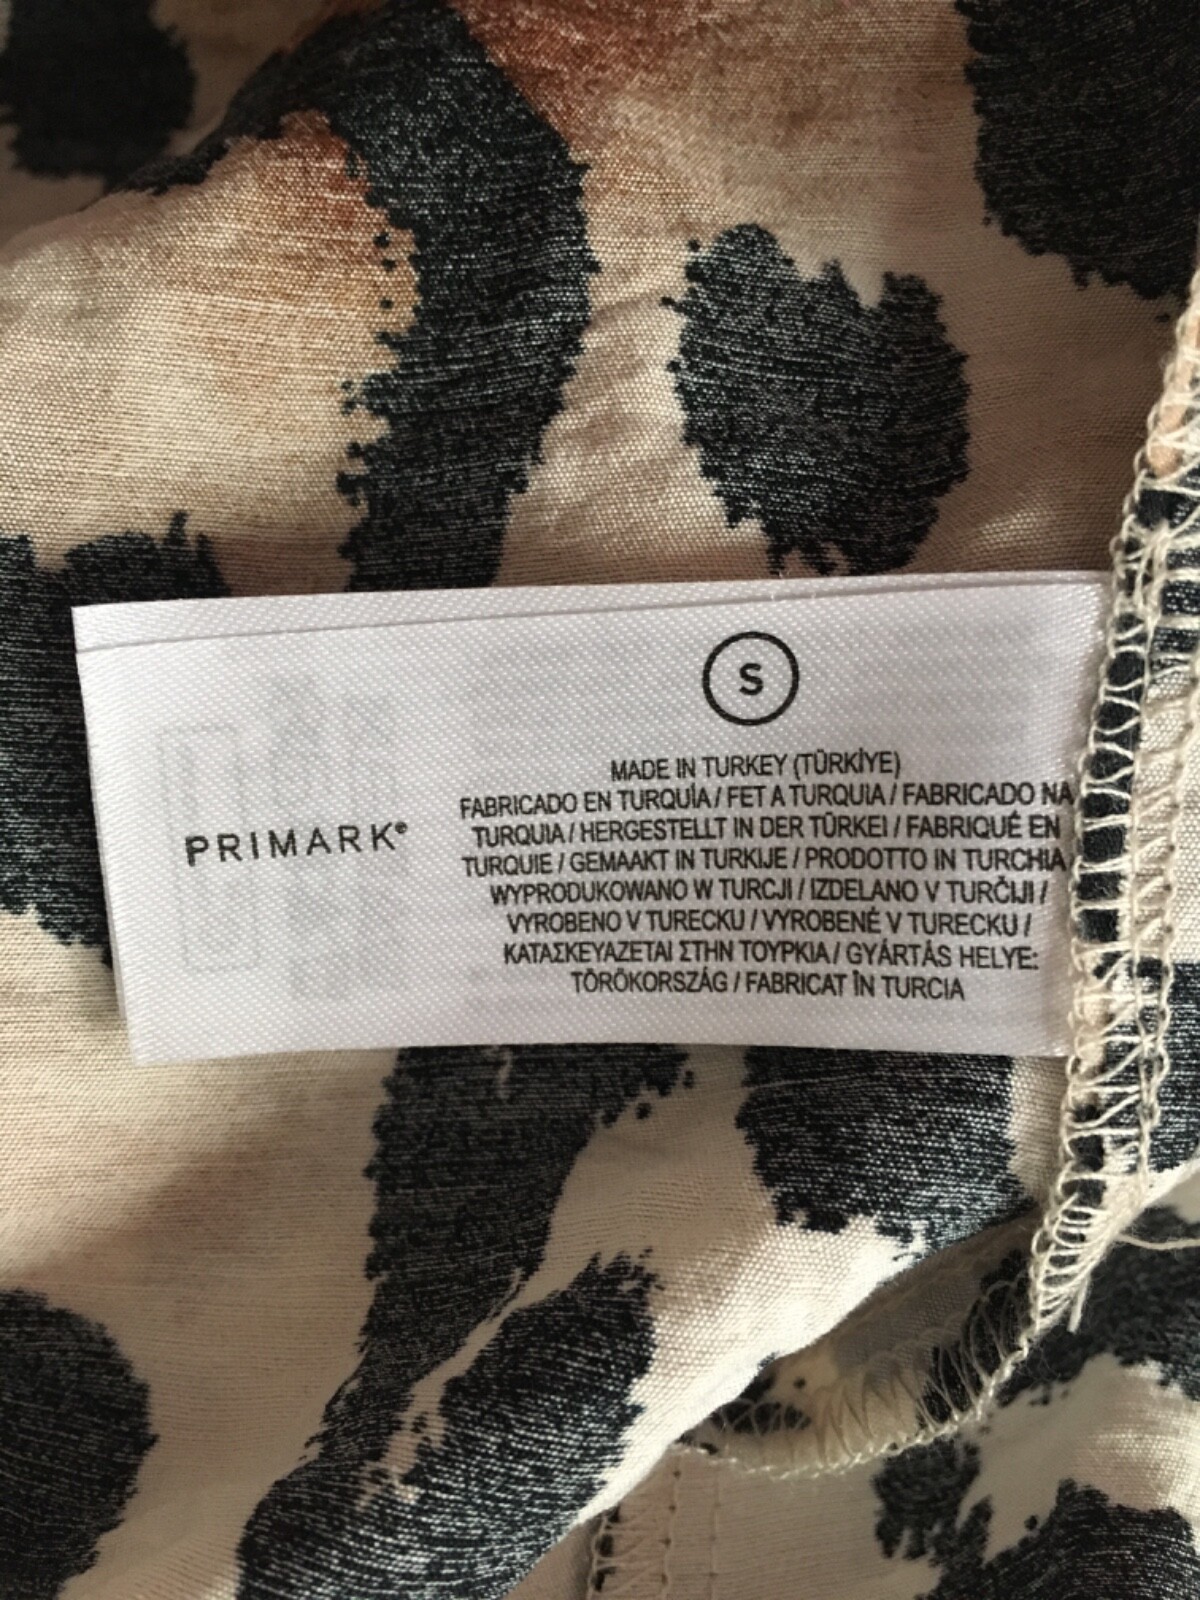 S
MADE IN TURKEY (TÜRKİYE)
FABRICADO EN TURQUÍA / FET A TURQUIA / FABRICADO NA
TURQUIA / HERGESTELLT IN DER TÜRKEI / FABRIQUÉ EN
TURQUIE / GEMAAKT IN TURKIJE / PRODOTTO IN TURCHIA /
WYPRODUKOWANO W TURCJI / IZDELANO V TURČIJI /
VYROBENO V TURECKU / VYROBENÉ V TURECKU /
ΚΑΤΑΣΚΕΥΑΖΕΤΑΙ ΣΤΗΝ ΤΟΥΡΚΙΑ / GYÁRTÁS HELYE:
TÖRÖKORSZÁG / FABRICAT ÎN TURCIA
PRIMARK®